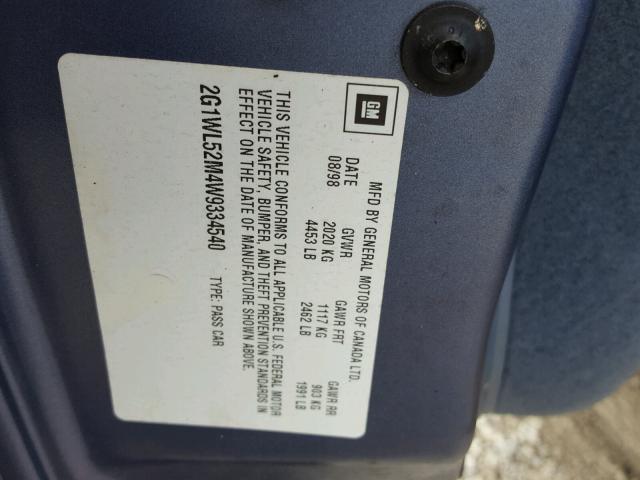 GM
MFD BY GENERAL MOTORS OF CANADA LTD.
DATE GVWR GAWR FRT GAWR RR
08/98 2020 KG 1117 KG 903 KG
4453 LB 2462 LB 1991 LB
THIS VEHICLE CONFORMS TO ALL APPLICABLE U.S. FEDERAL MOTOR
VEHICLE SAFETY, BUMPER, AND THEFT PREVENTION STANDARDS IN
EFFECT ON THE DATE OF MANUFACTURE SHOWN ABOVE.
2G1WL52M4W9334540 TYPE: PASS CAR